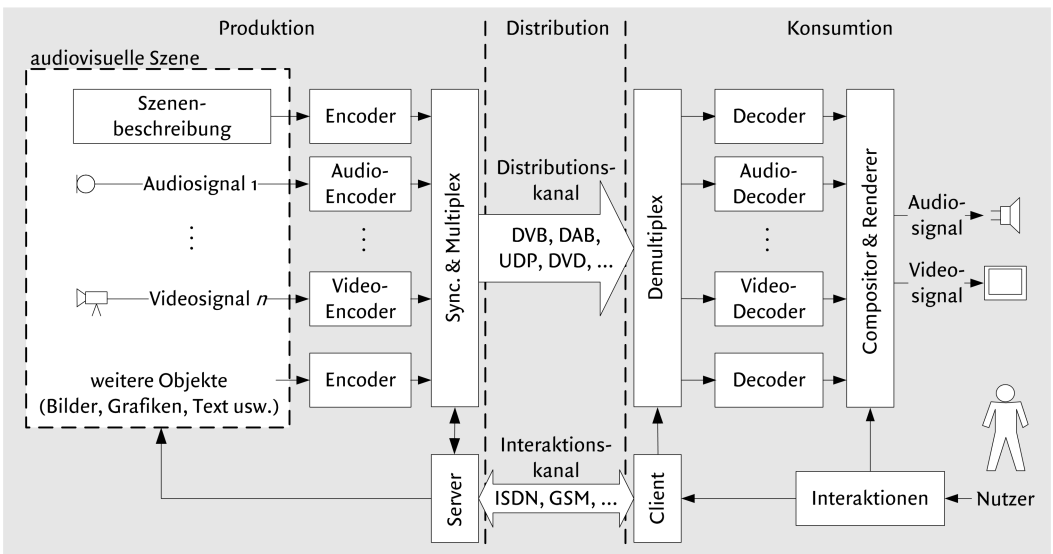 Produktion
Distribution
Konsumtion
audiovisuelle Szene
Szenen-
beschreibung
Encoder
Audiosignal 1
Audio-
Encoder
Videosignal n
Video-
Encoder
weitere Objekte
(Bilder, Grafiken, Text usw.)
Encoder
Sync. & Multiplex
Distributions-
kanal
DVB, DAB,
UDP, DVD, ...
Demultiplex
Decoder
Audio-
Decoder
Video-
Decoder
Decoder
Compositor & Renderer
Audio-
signal
Video-
signal
Server
Interaktions-
kanal
ISDN, GSM, ...
Client
Interaktionen
Nutzer